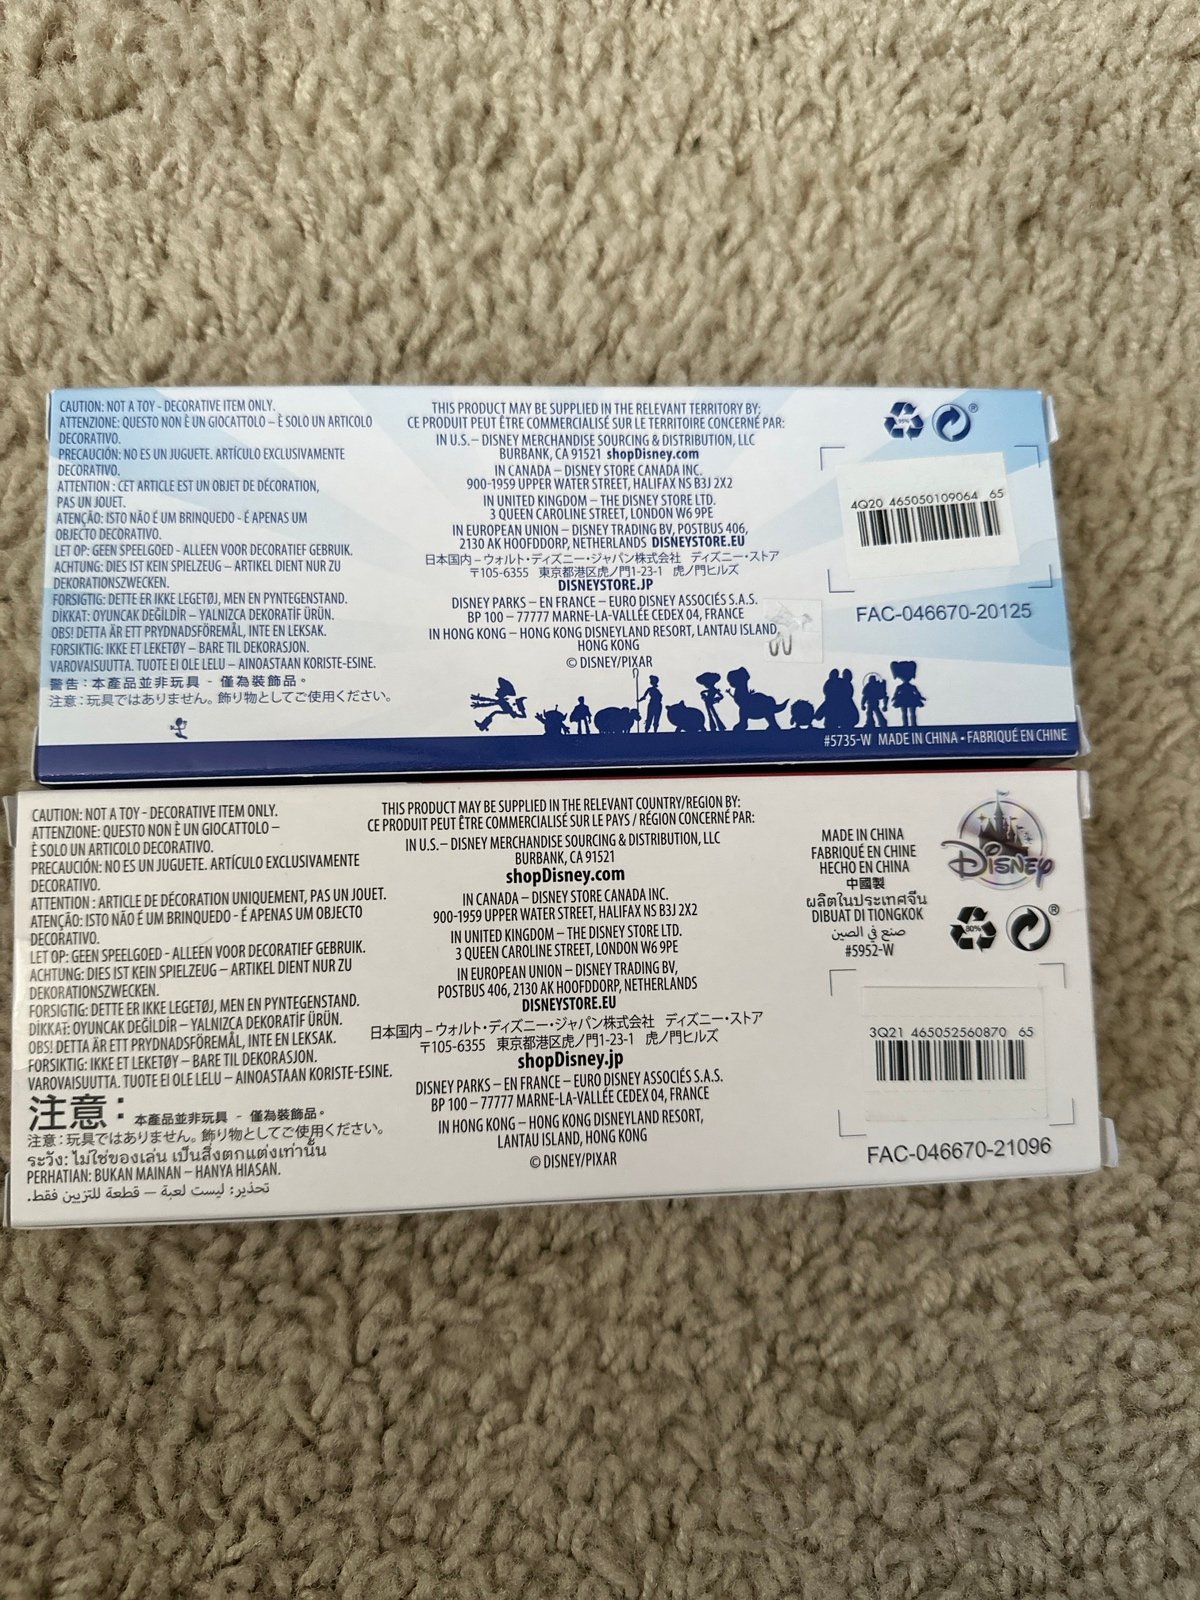 CAUTION: NOT A TOY - DECORATIVE ITEM ONLY.
ATTENZIONE: QUESTO NON È UN GIOCATTOLO – È SOLO UN ARTICOLO
DECORATIVO.
PRECAUCIÓN: NO ES UN JUGUETE. ARTÍCULO EXCLUSIVAMENTE
DECORATIVO.
ATTENTION : CET ARTICLE EST UN OBJET DE DÉCORATION,
PAS UN JOUET.
ATENÇÃO: ISTO NÃO É UM BRINQUEDO - É APENAS UM
OBJECTO DECORATIVO.
LET OP: GEEN SPEELGOED - ALLEEN VOOR DECORATIEF GEBRUIK.
ACHTUNG: DIES IST KEIN SPIELZEUG – ARTIKEL DIENT NUR ZU
DEKORATIONSZWECKEN.
FORSIGTIG: DETTE ER IKKE LEGETØJ, MEN EN PYNTEGENSTAND.
DİKKAT: OYUNCAK DEĞİLDİR – YALNIZCA DEKORATİF ÜRÜN.
OBS! DETTA ÄR ETT PRYDNADSFÖREMÅL, INTE EN LEKSAK.
FORSIKTIG: IKKE ET LEKETØY – BARE TIL DEKORASJON.
VAROVAISUUTTA. TUOTE EI OLE LELU – AINOASTAAN KORISTE-ESINE.
警告：本產品並非玩具 - 僅為裝飾品。
注意：玩具ではありません。飾り物としてご使用ください。
THIS PRODUCT MAY BE SUPPLIED IN THE RELEVANT TERRITORY BY:
CE PRODUIT PEUT ÊTRE COMMERCIALISÉ SUR LE TERRITOIRE CONCERNÉ PAR:
IN U.S. – DISNEY MERCHANDISE SOURCING & DISTRIBUTION, LLC
BURBANK, CA 91521 shopDisney.com
IN CANADA – DISNEY STORE CANADA INC.
900-1959 UPPER WATER STREET, HALIFAX NS B3J 2X2
IN UNITED KINGDOM – THE DISNEY STORE LTD.
3 QUEEN CAROLINE STREET, LONDON W6 9PE
IN EUROPEAN UNION – DISNEY TRADING BV, POSTBUS 406,
2130 AK HOOFDDORP, NETHERLANDS DISNEYSTORE.EU
日本国内 – ウォルト・ディズニー・ジャパン株式会社 ディズニー・ストア
〒105-6355 東京都港区虎ノ門1-23-1 虎ノ門ヒルズ
DISNEYSTORE.JP
DISNEY PARKS – EN FRANCE – EURO DISNEY ASSOCIÉS S.A.S.
BP 100 – 77777 MARNE-LA-VALLÉE CEDEX 04, FRANCE
IN HONG KONG – HONG KONG DISNEYLAND RESORT, LANTAU ISLAND,
HONG KONG
© DISNEY/PIXAR
®
4Q20 465050109064 65
FAC-046670-20125
#5735-W MADE IN CHINA • FABRIQUÉ EN CHINE
CAUTION: NOT A TOY - DECORATIVE ITEM ONLY.
ATTENZIONE: QUESTO NON È UN GIOCATTOLO –
È SOLO UN ARTICOLO DECORATIVO.
PRECAUCIÓN: NO ES UN JUGUETE. ARTÍCULO EXCLUSIVAMENTE
DECORATIVO.
ATTENTION : ARTICLE DE DÉCORATION UNIQUEMENT, PAS UN JOUET.
ATENÇÃO: ISTO NÃO É UM BRINQUEDO - É APENAS UM OBJECTO
DECORATIVO.
LET OP: GEEN SPEELGOED - ALLEEN VOOR DECORATIEF GEBRUIK.
ACHTUNG: DIES IST KEIN SPIELZEUG – ARTIKEL DIENT NUR ZU
DEKORATIONSZWECKEN.
FORSIGTIG: DETTE ER IKKE LEGETØJ, MEN EN PYNTEGENSTAND.
DİKKAT: OYUNCAK DEĞİLDİR – YALNIZCA DEKORATİF ÜRÜN.
OBS! DETTA ÄR ETT PRYDNADSFÖREMÅL, INTE EN LEKSAK.
FORSIKTIG: IKKE ET LEKETØY – BARE TIL DEKORASJON.
VAROVAISUUTTA. TUOTE EI OLE LELU – AINOASTAAN KORISTE-ESINE.
注意：本產品並非玩具 - 僅為裝飾品。
注意：玩具ではありません。飾り物としてご使用ください。
ระวัง: ไม่ใช่ของเล่น เป็นสิ่งตกแต่งเท่านั้น
PERHATIAN: BUKAN MAINAN – HANYA HIASAN.
تحذير: ليست لعبة – قطعة للتزيين فقط.
THIS PRODUCT MAY BE SUPPLIED IN THE RELEVANT COUNTRY/REGION BY:
CE PRODUIT PEUT ÊTRE COMMERCIALISÉ SUR LE PAYS / RÉGION CONCERNÉ PAR:
IN U.S. – DISNEY MERCHANDISE SOURCING & DISTRIBUTION, LLC
BURBANK, CA 91521
shopDisney.com
IN CANADA – DISNEY STORE CANADA INC.
900-1959 UPPER WATER STREET, HALIFAX NS B3J 2X2
IN UNITED KINGDOM – THE DISNEY STORE LTD.
3 QUEEN CAROLINE STREET, LONDON W6 9PE
IN EUROPEAN UNION – DISNEY TRADING BV,
POSTBUS 406, 2130 AK HOOFDDORP, NETHERLANDS
DISNEYSTORE.EU
日本国内 – ウォルト・ディズニー・ジャパン株式会社 ディズニー・ストア
〒105-6355 東京都港区虎ノ門1-23-1 虎ノ門ヒルズ
shopDisney.jp
DISNEY PARKS – EN FRANCE – EURO DISNEY ASSOCIÉS S.A.S.
BP 100 – 77777 MARNE-LA-VALLÉE CEDEX 04, FRANCE
IN HONG KONG – HONG KONG DISNEYLAND RESORT,
LANTAU ISLAND, HONG KONG
© DISNEY/PIXAR
MADE IN CHINA
FABRIQUÉ EN CHINE
HECHO EN CHINA
中國製
ผลิตในประเทศจีน
DIBUAT DI TIONGKOK
صنع في الصين
#5952-W
Disney
80%
®
3Q21 465052560870 65
FAC-046670-21096